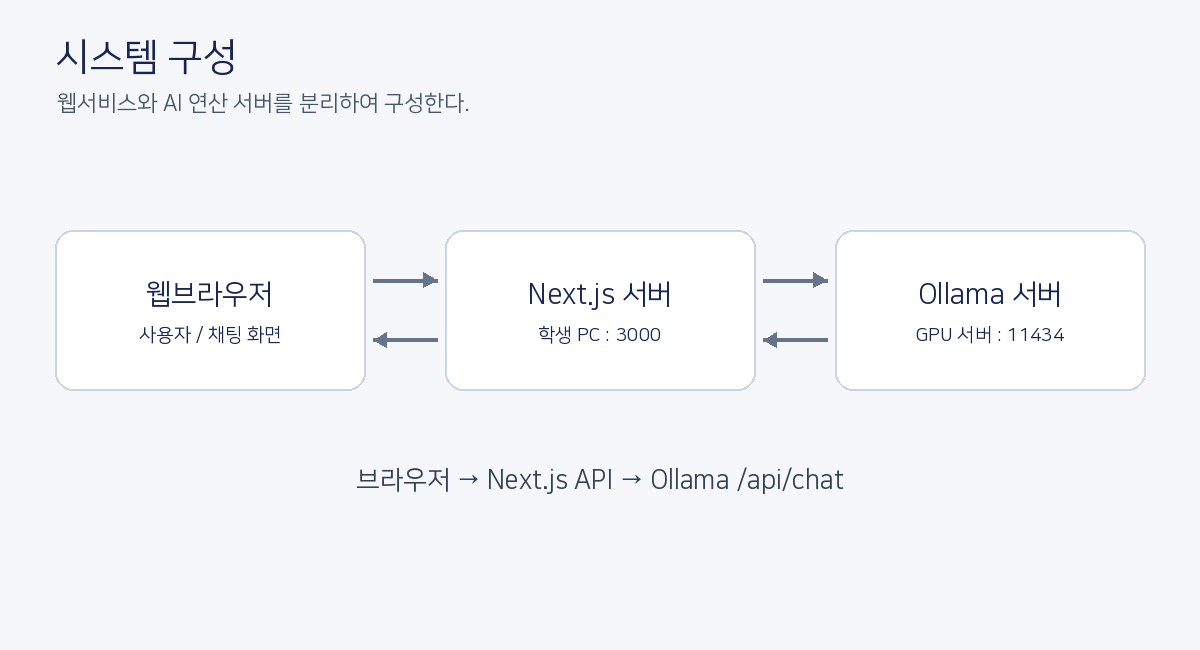 시스템 구성
웹서비스와 AI 연산 서버를 분리하여 구성한다.
웹브라우저
사용자 / 채팅 화면
Next.js 서버
학생 PC : 3000
Ollama 서버
GPU 서버 : 11434
브라우저 → Next.js API → Ollama /api/chat